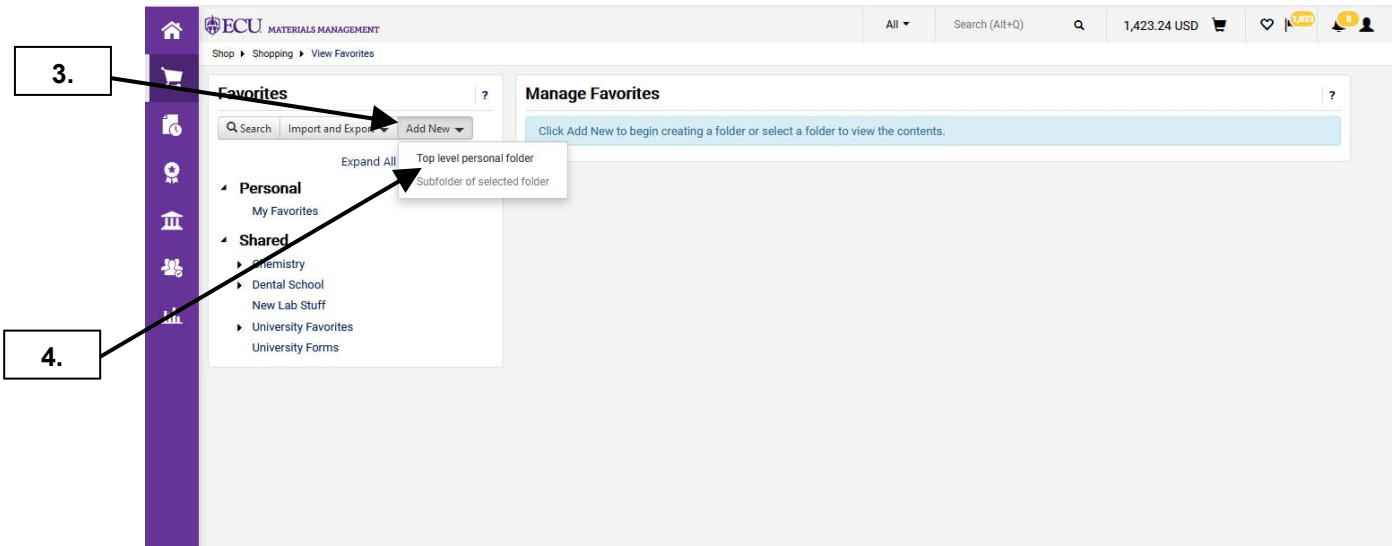 ECU MATERIALS MANAGEMENT
All
Search (Alt+Q)
1,423.24 USD
1,033
8
Shop Shopping View Favorites
3.
Favorites ?
Search Import and Export Add New
Expand All
Top level personal folder
Subfolder of selected folder
Personal
My Favorites
Shared
Chemistry
Dental School
New Lab Stuff
University Favorites
University Forms
4.
Manage Favorites ?
Click Add New to begin creating a folder or select a folder to view the contents.